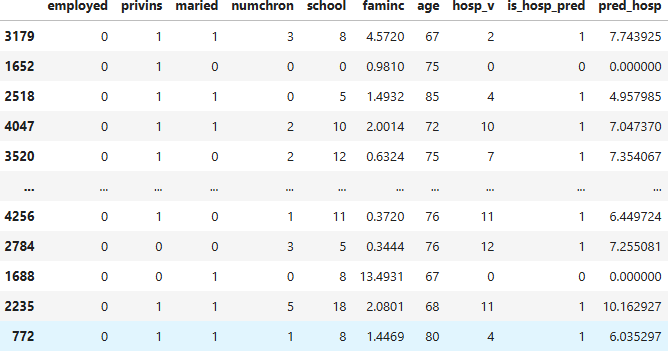 employed privins maried numchron school faminc age hosp_v is_hosp_pred pred_hosp
3179 0 1 1 3 8 4.5720 67 2 1 7.743925
1652 0 1 0 0 0 0.9810 75 0 0 0.000000
2518 0 1 1 0 5 1.4932 85 4 1 4.957985
4047 0 1 1 2 10 2.0014 72 10 1 7.047370
3520 0 1 0 2 12 0.6324 75 7 1 7.354067
... ... ... ... ... ... ... ... ... ... ...
4256 0 1 0 1 11 0.3720 76 11 1 6.449724
2784 0 0 0 3 5 0.3444 76 12 1 7.255081
1688 0 0 1 0 8 13.4931 67 0 0 0.000000
2235 0 1 1 5 18 2.0801 68 11 1 10.162927
772 0 1 1 1 8 1.4469 80 4 1 6.035297